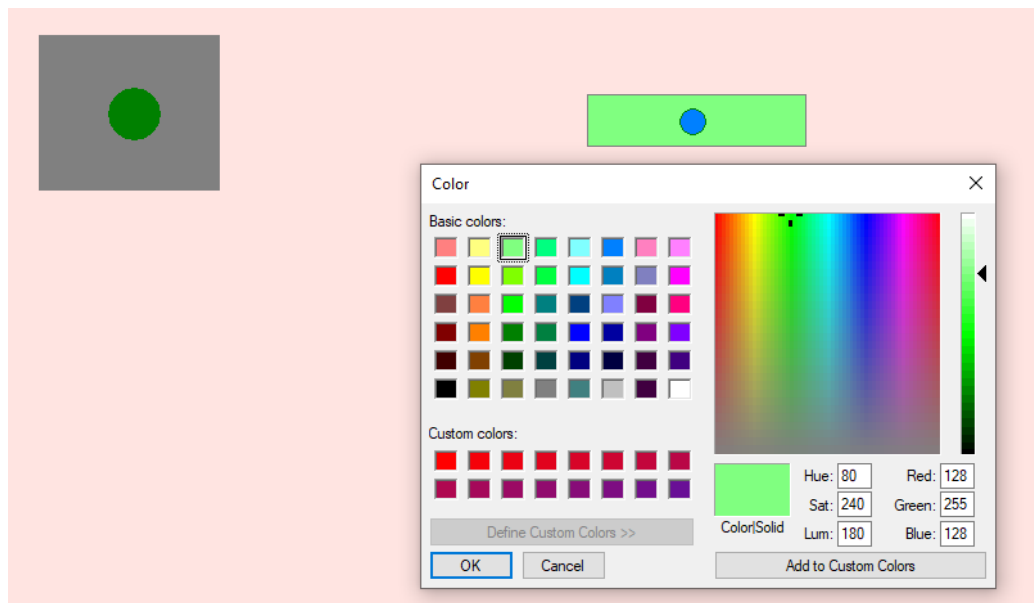 Color
Basic colors:
Custom colors:
Define Custom Colors >>
OK Cancel
Color|Solid
Hue: 80 Red: 128
Sat: 240 Green: 255
Lum: 180 Blue: 128
Add to Custom Colors